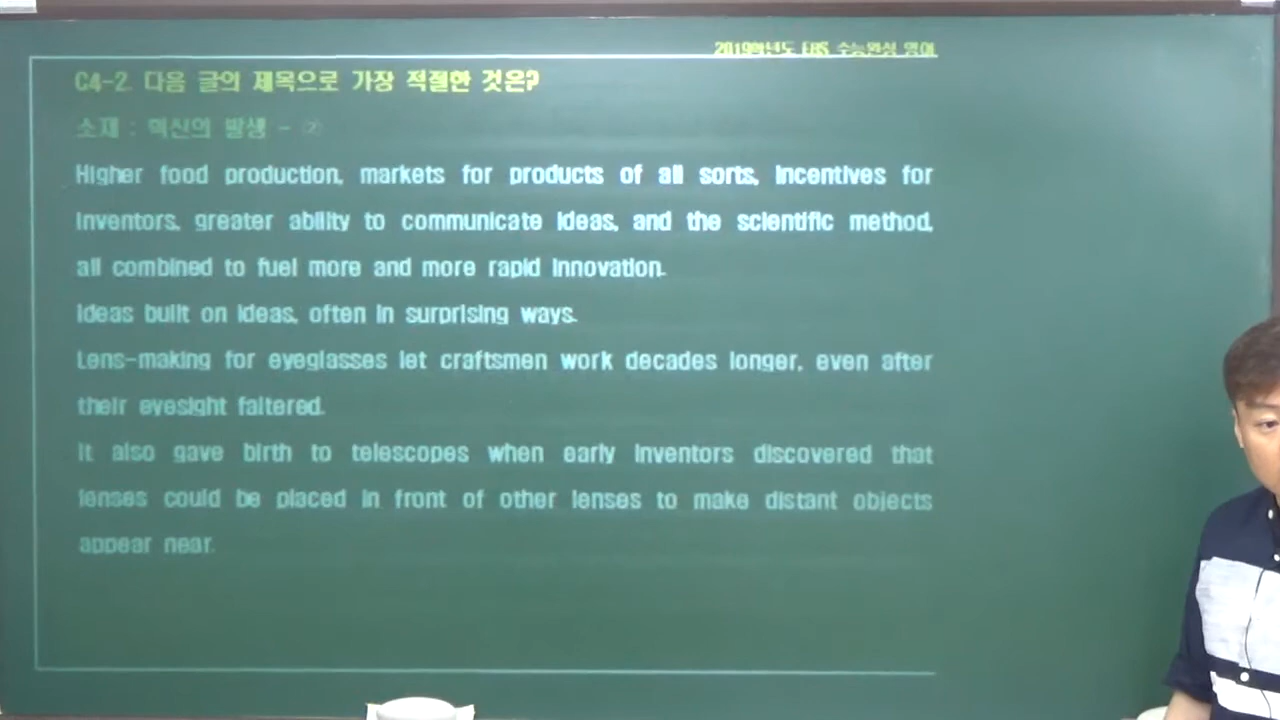 2019학년도 EBS 수능완성 영어
C4-2. 다음 글의 제목으로 가장 적절한 것은?
소재 : 혁신의 발생 - ②
Higher food production, markets for products of all sorts, incentives for
inventors, greater ability to communicate ideas, and the scientific method,
all combined to fuel more and more rapid innovation.
Ideas built on ideas, often in surprising ways.
Lens-making for eyeglasses let craftsmen work decades longer, even after
their eyesight faltered.
It also gave birth to telescopes when early inventors discovered that
lenses could be placed in front of other lenses to make distant objects
appear near.